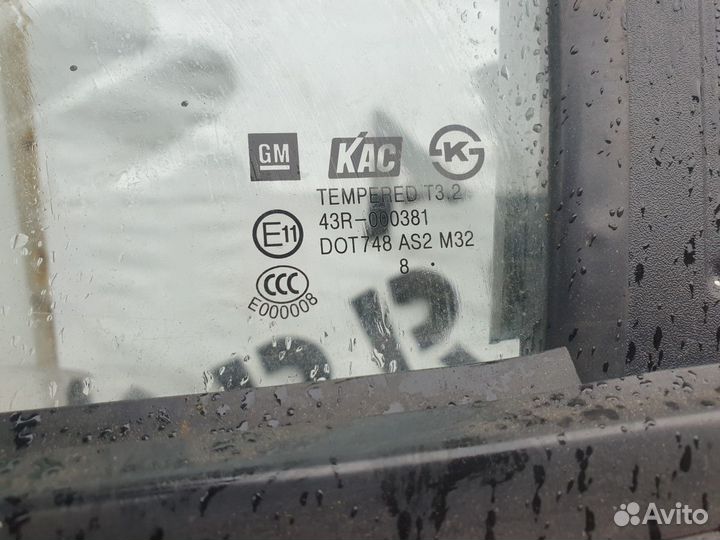 GM KAC K
TEMPERED T3.2
E11 43R-000381
DOT748 AS2 M32
8 .
CCC
E000008
Avito